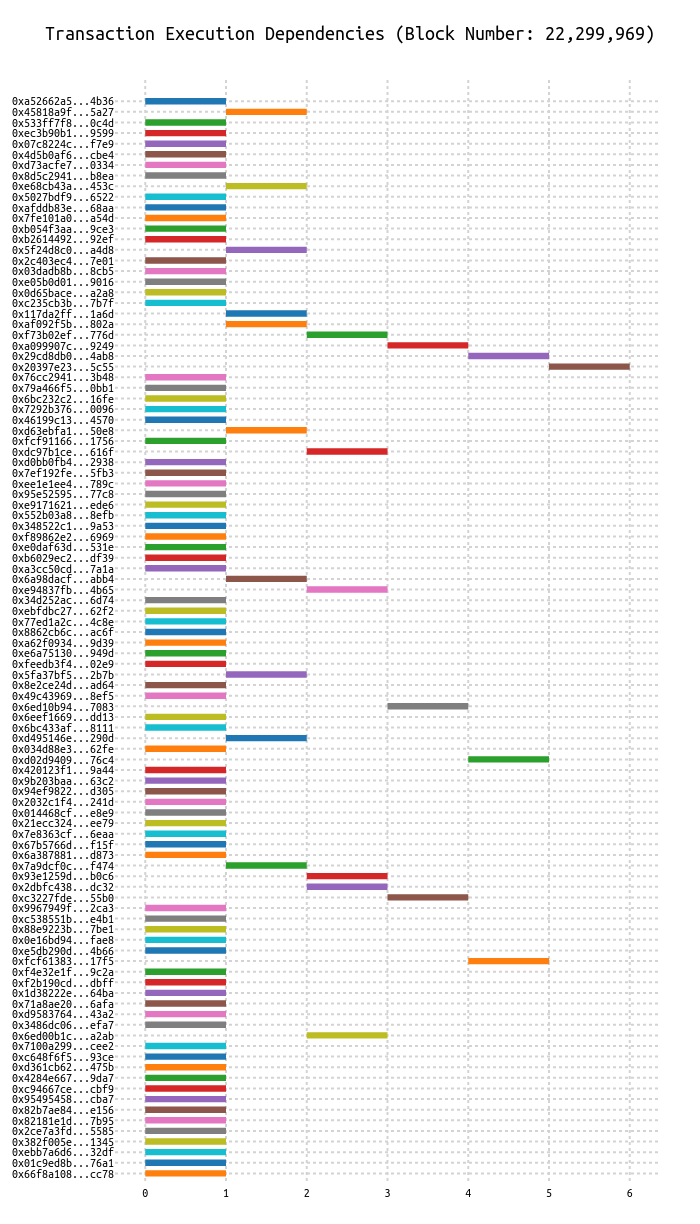 Transaction Execution Dependencies (Block Number: 22,299,969)
0xa52662a5...4b36
0x45818a9f...5a27
0x533ff7f8...0c4d
0xec3b90b1...9599
0x07c8224c...f7e9
0x4d5b0af6...cbe4
0xd73acfe7...0334
0x8d5c2941...b8ea
0xe68cb43a...453c
0x5027bdf9...6522
0xafddb83e...68aa
0x7fe101a0...a54d
0xb054f3aa...9ce3
0xb2614492...92ef
0x5f24d8c0...a4d8
0x2c403ec4...7e01
0x03dadb8b...8cb5
0xe05b0d01...9016
0x0d65bace...a2a8
0xc235cb3b...7b7f
0x117da2ff...1a6d
0xaf092f5b...802a
0xf73b02ef...776d
0xa099907c...9249
0x29cd8db0...4ab8
0x20397e23...5c55
0x76cc2941...3b48
0x79a466f5...0bb1
0x6bc232c2...16fe
0x7292b376...0096
0x46199c13...4570
0xd63ebfa1...50e8
0xfcf91166...1756
0xdc97b1ce...616f
0xd0bb0fb4...2938
0x7ef192fe...5fb3
0xee1e1ee4...789c
0x95e52595...77c8
0xe9171621...ede6
0x552b03a8...8efb
0x348522c1...9a53
0xf89862e2...6969
0xe0daf63d...531e
0xb6029ec2...df39
0xa3cc50cd...7a1a
0x6a98dacf...abb4
0xe94837fb...4b65
0x34d252ac...6d74
0xebfdbc27...62f2
0x77ed1a2c...4c8e
0x8862cb6c...ac6f
0xa62f0934...9d39
0xe6a75130...949d
0xfeedb3f4...02e9
0x5fa37bf5...2b7b
0x8e2ce24d...ad64
0x49c43969...8ef5
0x6ed10b94...7083
0x6eef1669...dd13
0x6bc433af...8111
0xd495146e...290d
0x034d88e3...62fe
0xd02d9409...76c4
0x420123f1...9a44
0x9b203baa...63c2
0x94ef9822...d305
0x2032c1f4...241d
0x014468cf...e8e9
0x21ecc324...ee79
0x7e8363cf...6eaa
0x67b5766d...f15f
0x6a387881...d873
0x7a9dcf0c...f474
0x93e1259d...b0c6
0x2dbfc438...dc32
0xc3227fde...55b0
0x9967949f...2ca3
0xc538551b...e4b1
0x88e9223b...7be1
0x0e16bd94...fae8
0xe5db290d...4b66
0xfcf61383...17f5
0xf4e32e1f...9c2a
0xf2b190cd...dbff
0x1d38222e...64ba
0x71a8ae20...6afa
0xd9583764...43a2
0x3486dc06...efa7
0x6ed00b1c...a2ab
0x7100a299...cee2
0xc648f6f5...93ce
0xd361cb62...475b
0x4284e667...9da7
0xc94667ce...cbf9
0x95495458...cba7
0x82b7ae84...e156
0x82181e1d...7b95
0x2ce7a3fd...5585
0x382f005e...1345
0xebb7a6d6...32df
0x01c9ed8b...76a1
0x66f8a108...cc78
0 1 2 3 4 5 6